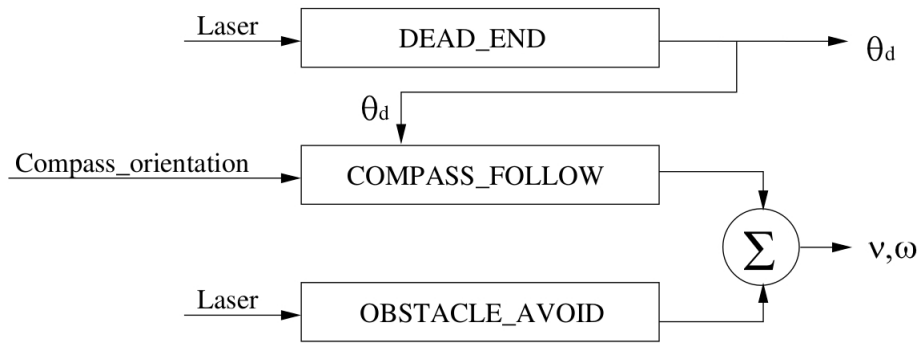 Laser
DEAD_END
θd
θd
Compass_orientation
COMPASS_FOLLOW
Σ
ν,ω
Laser
OBSTACLE_AVOID